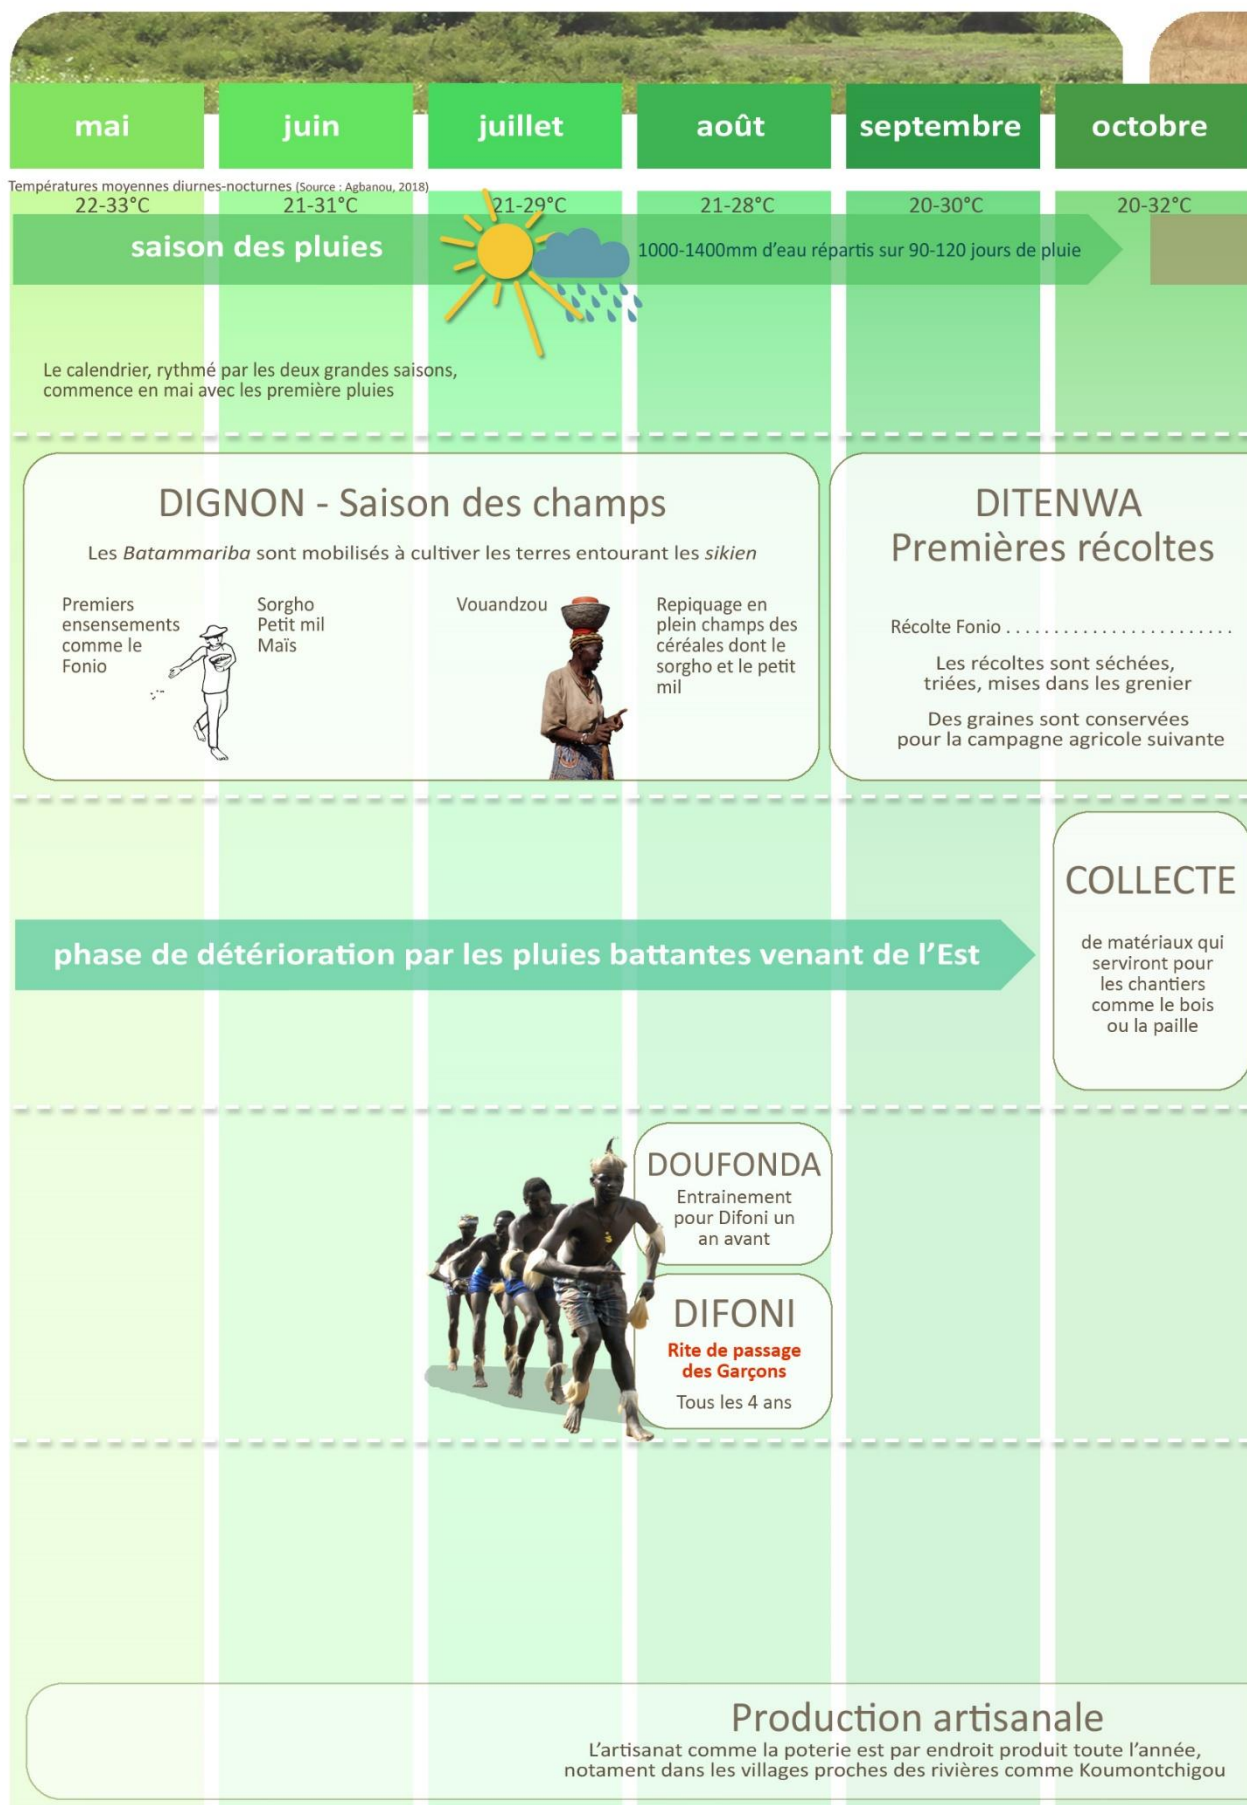 mai
juin
juillet
août
septembre
octobre
Températures moyennes diurnes-nocturnes (Source : Agbanou, 2018)
22-33°C
21-31°C
21-29°C
21-28°C
20-30°C
20-32°C
saison des pluies
1000-1400mm d'eau répartis sur 90-120 jours de pluie
Le calendrier, rythmé par les deux grandes saisons,
commence en mai avec les première pluies
DIGNON - Saison des champs
Les Batammariba sont mobilisés à cultiver les terres entourant les sikien
Premiers
ensensements
comme le
Fonio
Sorgho
Petit mil
Maïs
Vouandzou
Repiquage en
plein champs des
céréales dont le
sorgho et le petit
mil
DITENWA
Premières récoltes
Récolte Fonio . . . . . . . . . . . . . . . . . . . . . . . .
Les récoltes sont séchées,
triées, mises dans les grenier
Des graines sont conservées
pour la campagne agricole suivante
phase de détérioration par les pluies battantes venant de l'Est
COLLECTE
de matériaux qui
serviront pour
les chantiers
comme le bois
ou la paille
DOUFONDA
Entrainement
pour Difoni un
an avant
DIFONI
Rite de passage
des Garçons
Tous les 4 ans
Production artisanale
L'artisanat comme la poterie est par endroit produit toute l'année,
notament dans les villages proches des rivières comme Koumontchigou